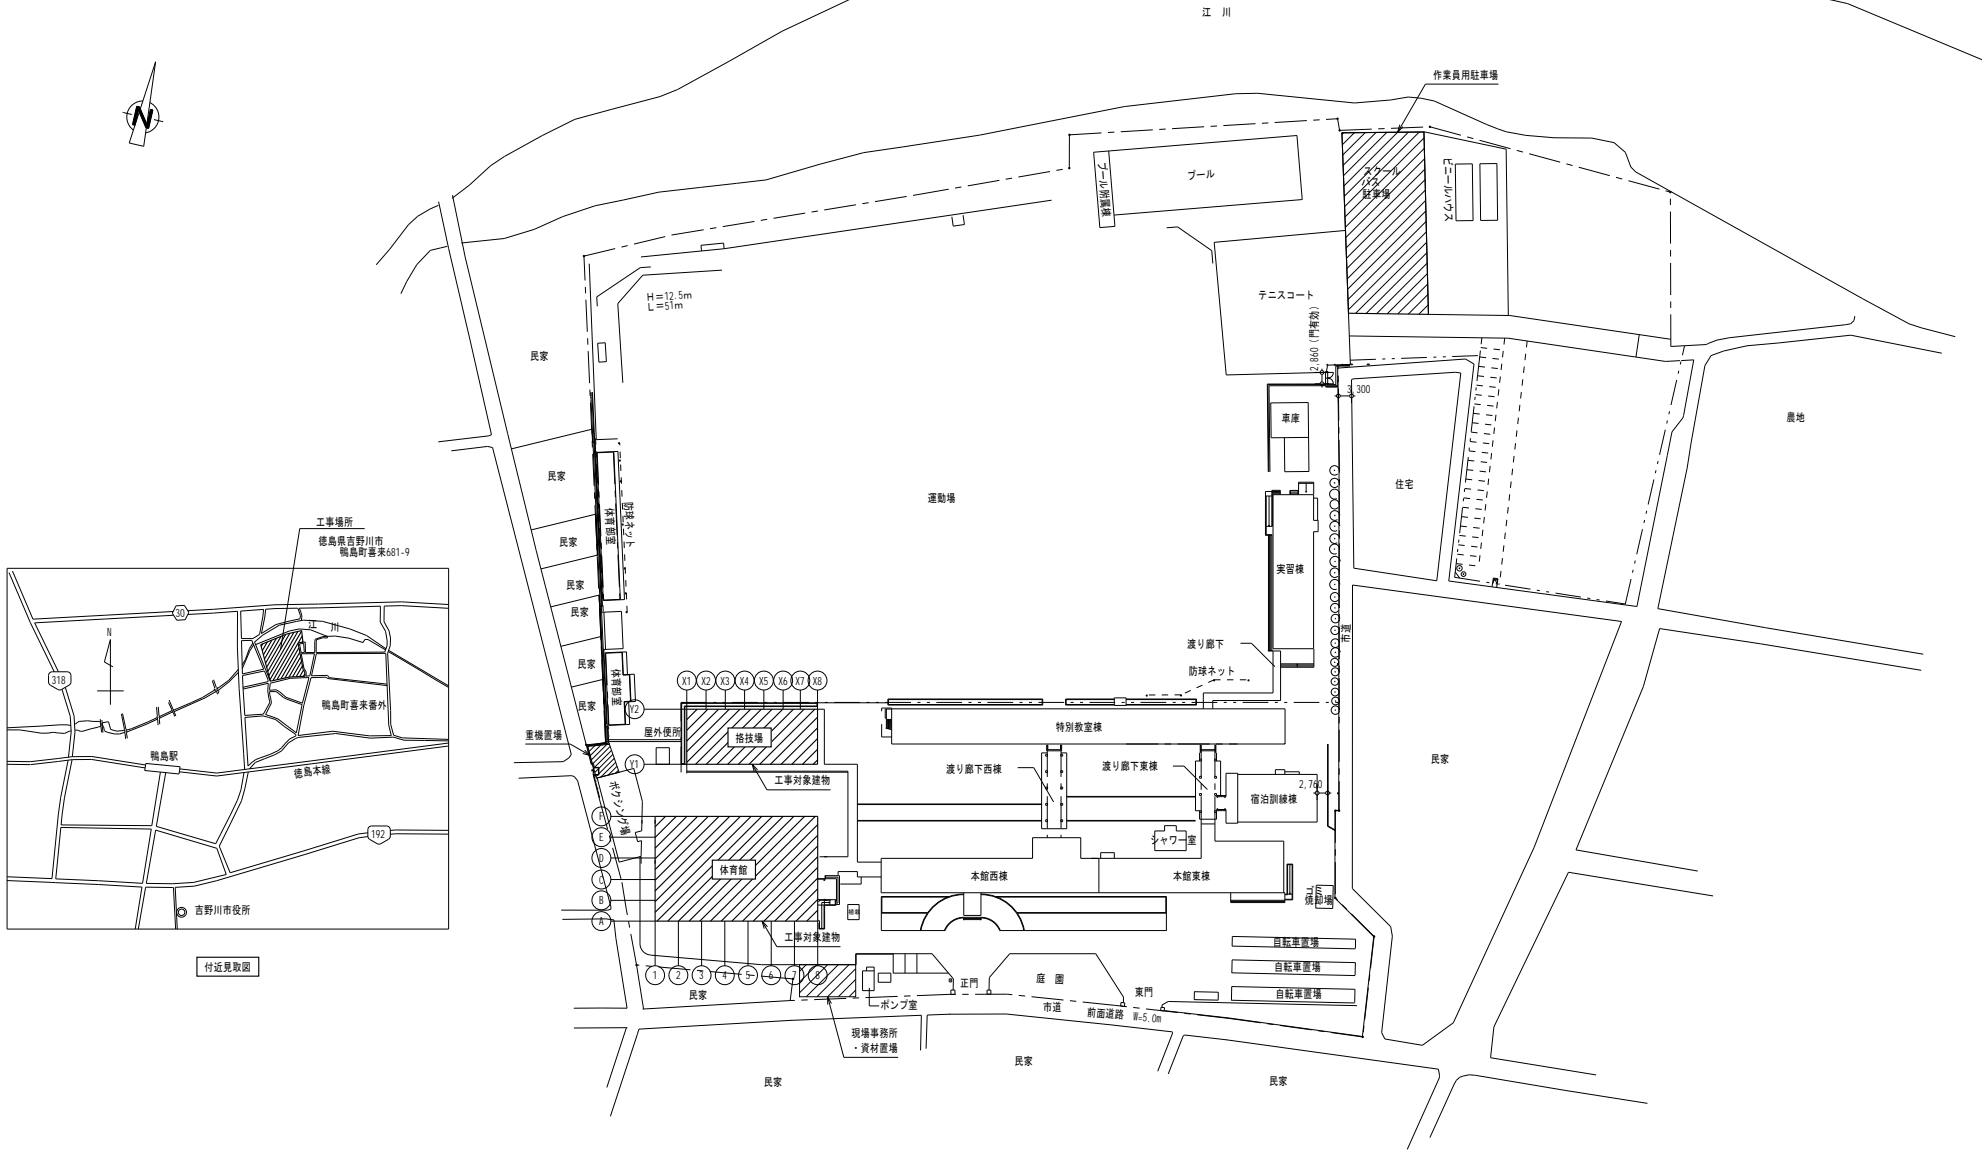 江 川
作業員用駐車場
N
プール
プール附属棟
スクール
バス
駐車場
ビニールハウス
H=12.5m
L=51m
テニスコート
2,860 (門有効)
3,300
民家
車庫
農地
民家
住宅
運動場
体育部室
防球ネット
民家
工事場所
徳島県吉野川市
鴨島町喜来681-9
実習棟
民家
民家
30
江 川
N
市道
渡り廊下
防球ネット
民家
体育部室
318
X1 X2 X3 X4 X5 X6 X7 X8
鴨島町喜来番外
民家
Y2
特別教室棟
重機置場
屋外便所
格技場
鴨島駅
徳島本線
Y1
工事対象建物
渡り廊下西棟
渡り廊下東棟
民家
ボクシング場
2,760
宿泊訓練棟
F
E
D
C
B
A
192
シャワー室
体育館
本館西棟
本館東棟
焼却場
吉野川市役所
工事対象建物
自転車置場
自転車置場
自転車置場
付近見取図
1 2 3 4 5 6 7 8
民家
正門
庭 園
東門
ポンプ室
市道
前面道路 W=5.0m
現場事務所
・資材置場
民家
民家
民家